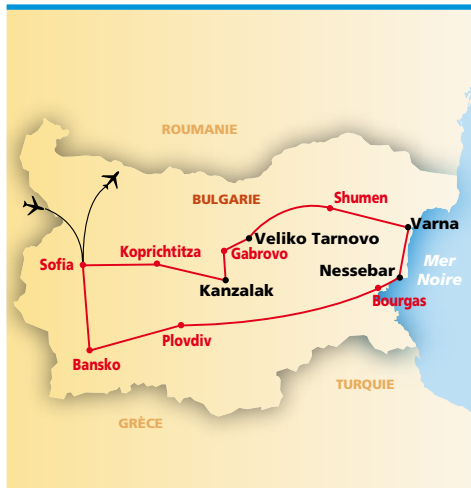 ROUMANIE
BULGARIE
Shumen
Varna
Veliko Tarnovo
Koprichtitza
Gabrovo
Sofia
Mer
Noire
Nessebar
Kanzalak
Bourgas
Plovdiv
Bansko
TURQUIE
GRÈCE